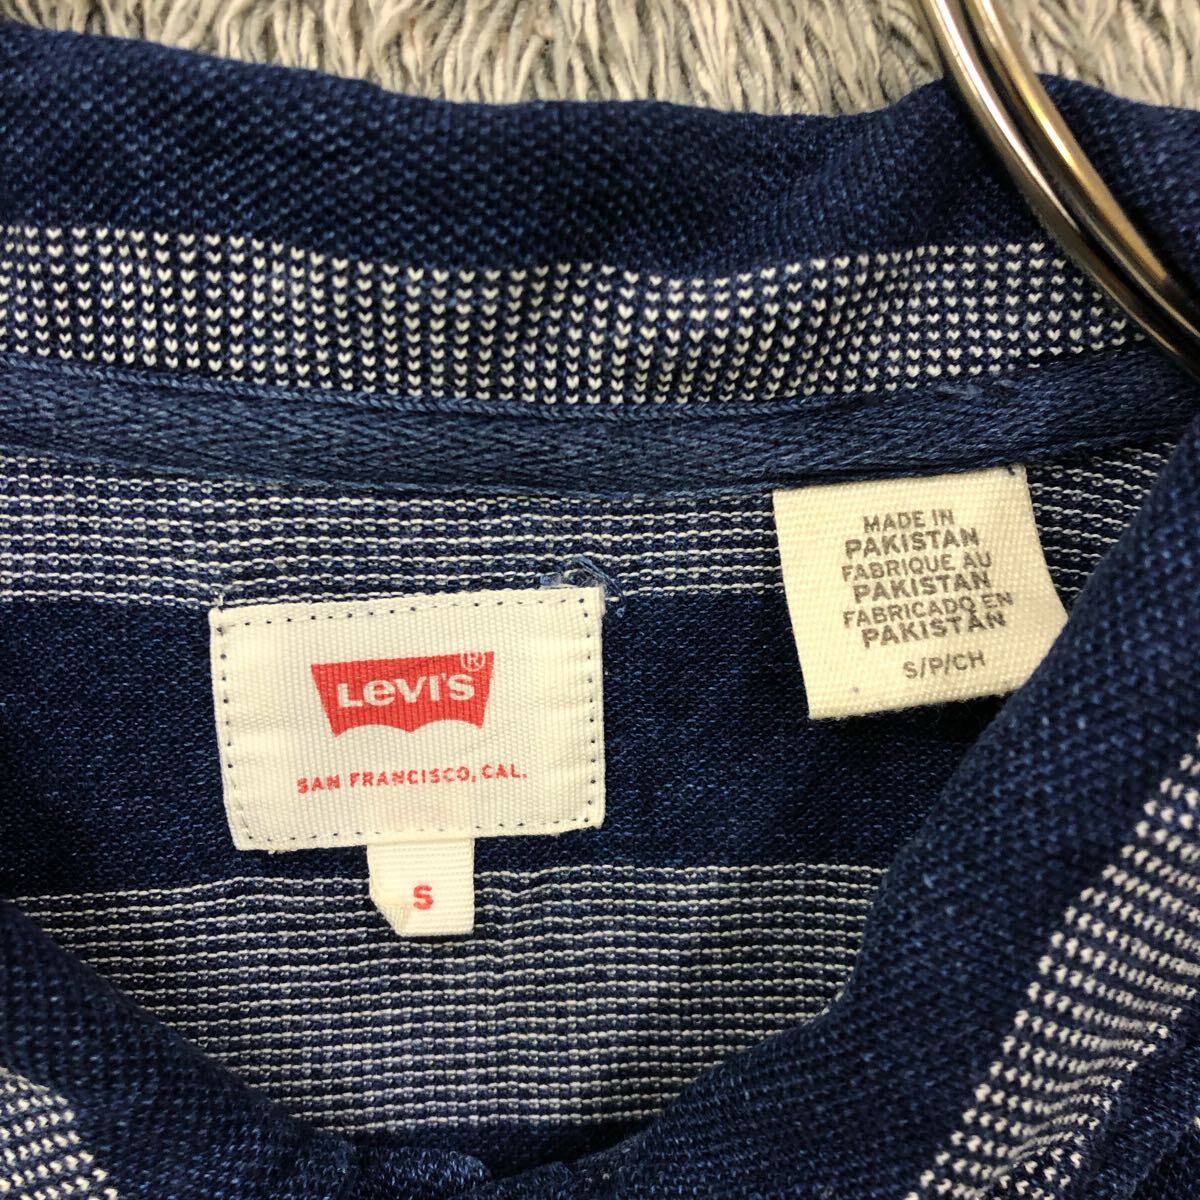 LEVI'S ®
SAN FRANCISCO, CAL.
S
MADE IN
PAKISTAN
FABRIQUE AU
PAKISTAN
FABRICADO EN
PAKISTAN
S/P/CH